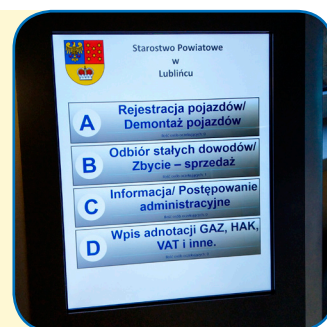 Starostwo Powiatowe
w
Lublińcu
A
Rejestracja pojazdów/
Demontaż pojazdów
B
Odbiór stałych dowodów/
Zbycie – sprzedaż
C
Informacja/ Postępowanie
administracyjne
D
Wpis adnotacji GAZ, HAK,
VAT i inne.